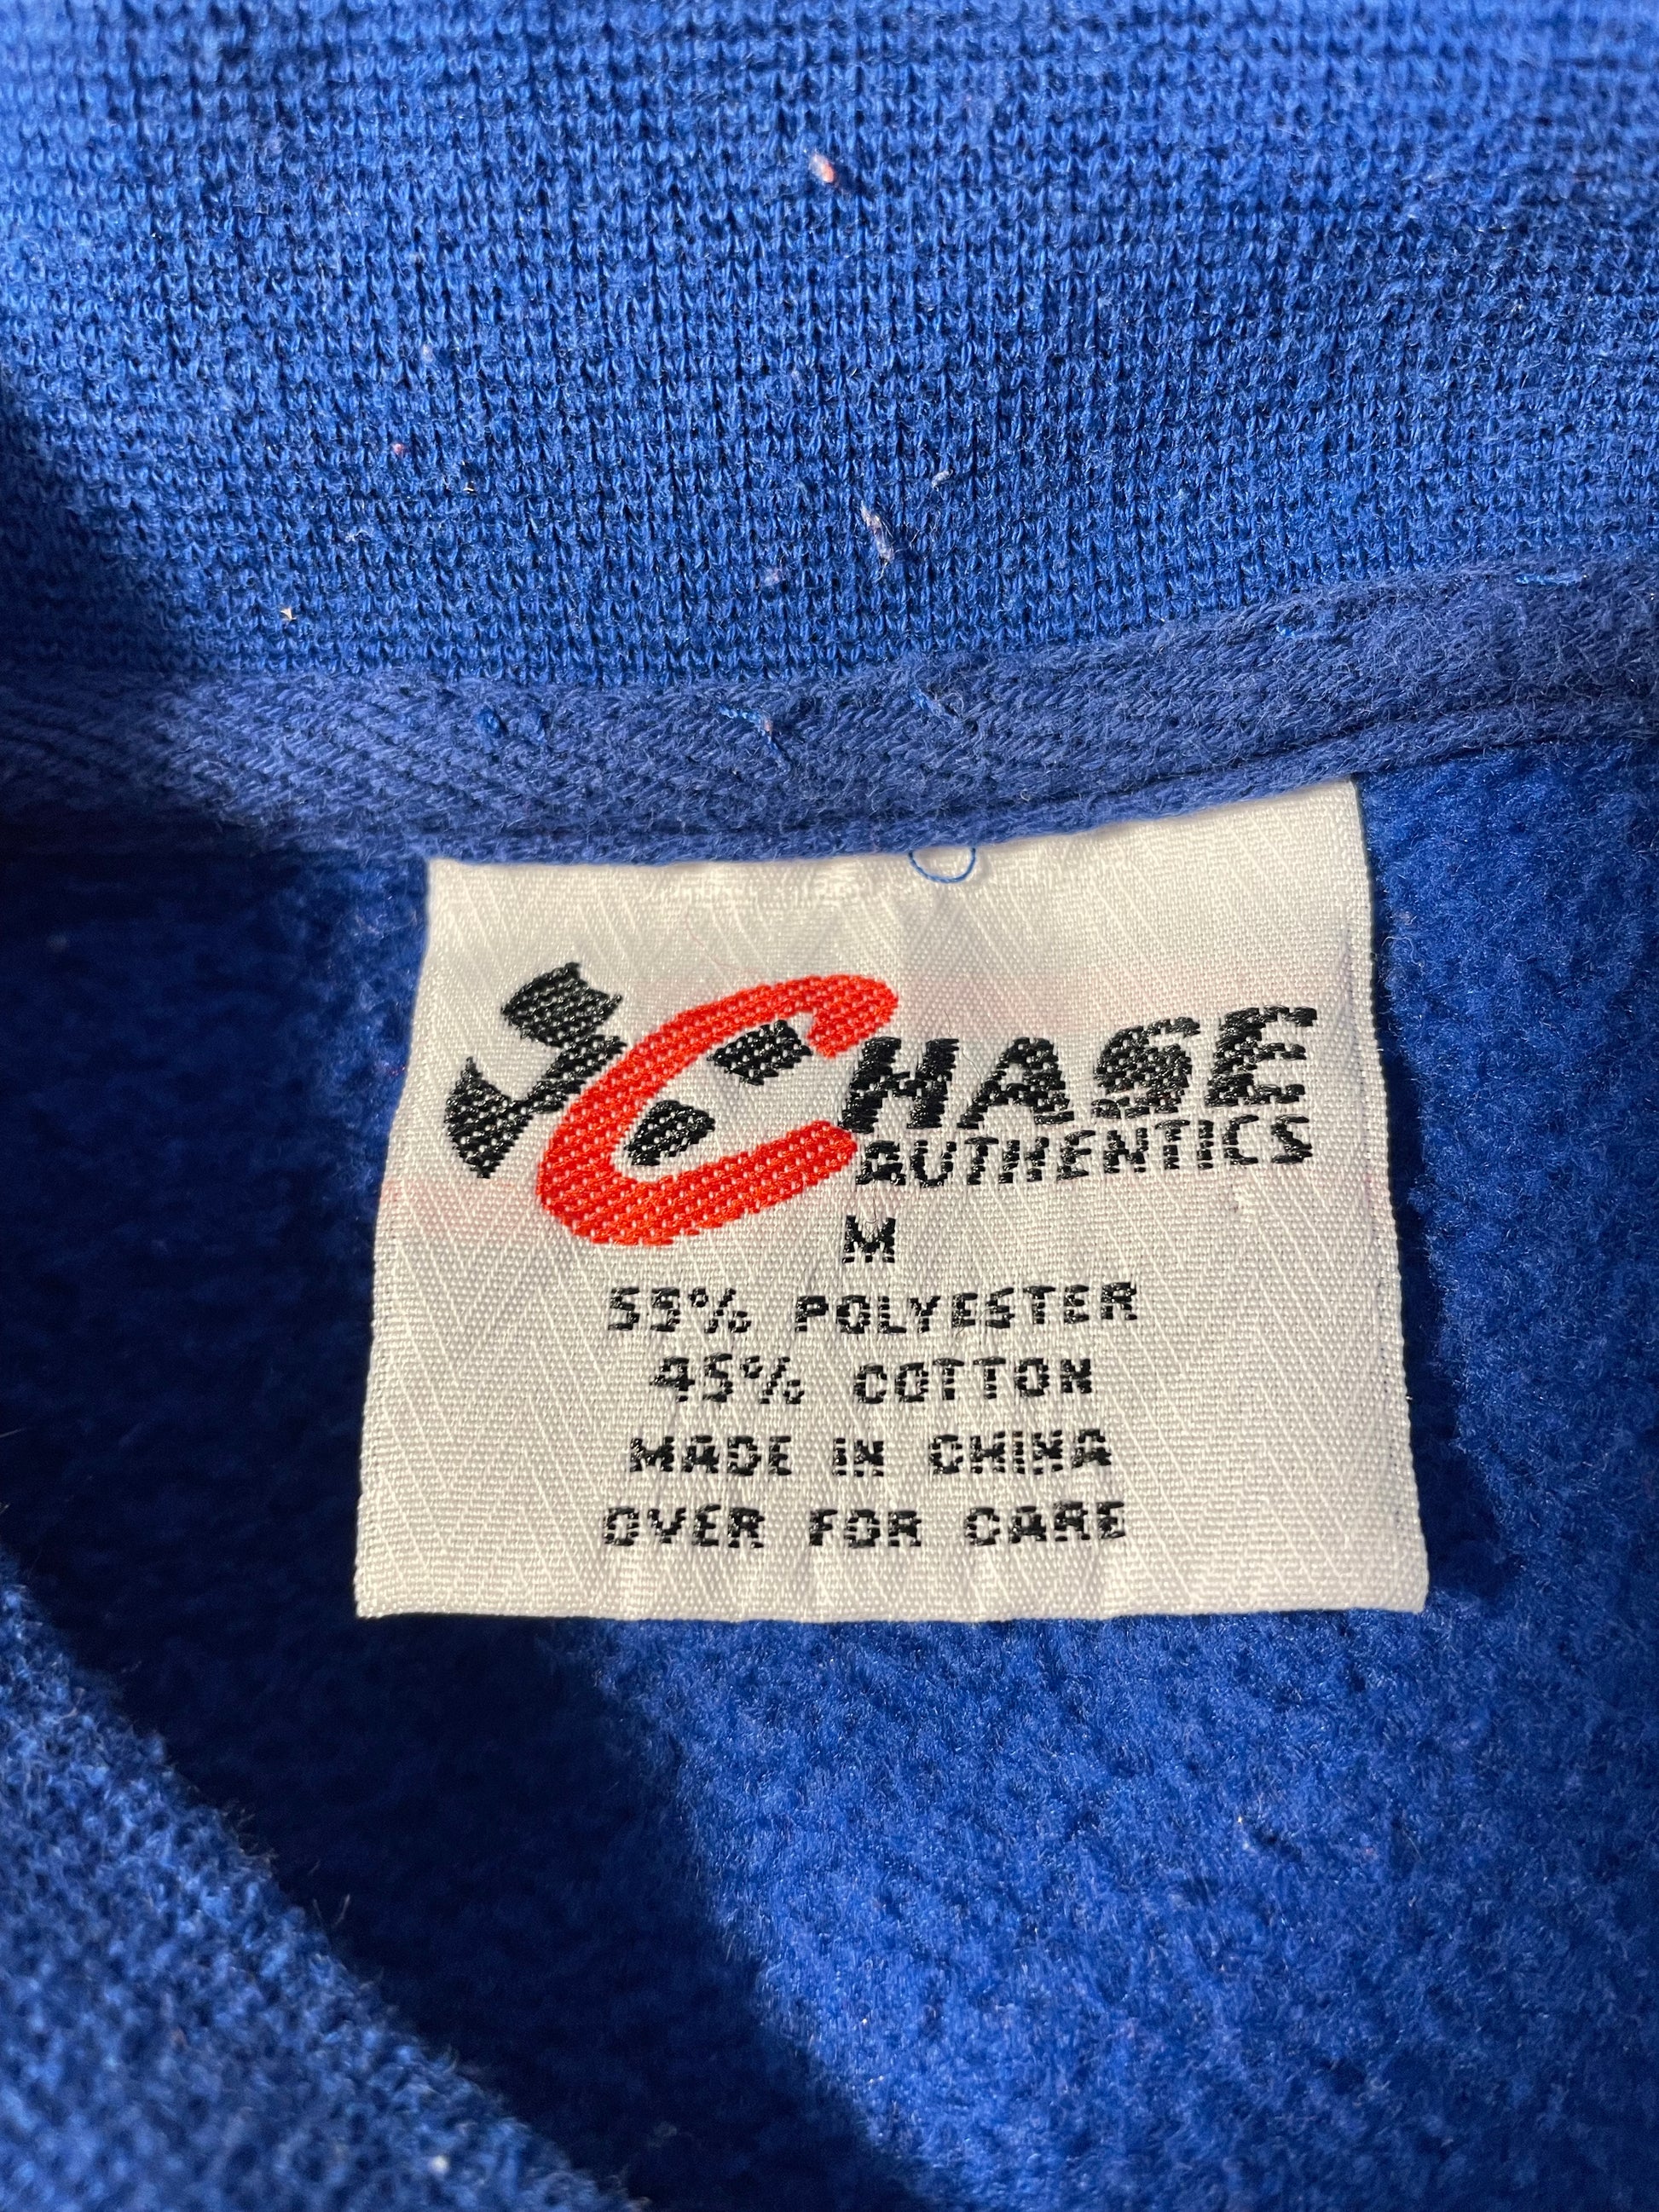 CHASE
AUTHENTICS
M
55% POLYESTER
45% COTTON
MADE IN CHINA
OVER FOR CARE